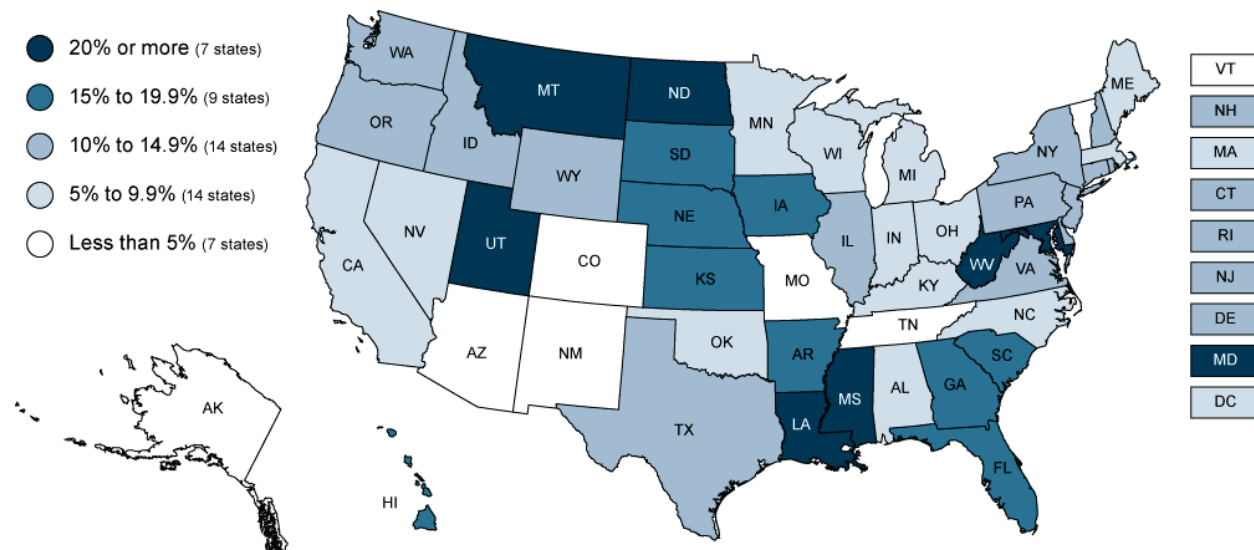 20% or more (7 states)
15% to 19.9% (9 states)
10% to 14.9% (14 states)
5% to 9.9% (14 states)
Less than 5% (7 states)
WA
OR
ID
MT
ND
MN
WI
MI
ME
SD
WY
NE
IA
NY
PA
IL
IN
OH
NV
UT
CO
KS
MO
KY
WV
VA
CA
AZ
NM
OK
AR
TN
NC
SC
TX
LA
MS
AL
GA
FL
AK
HI
VT
NH
MA
CT
RI
NJ
DE
MD
DC